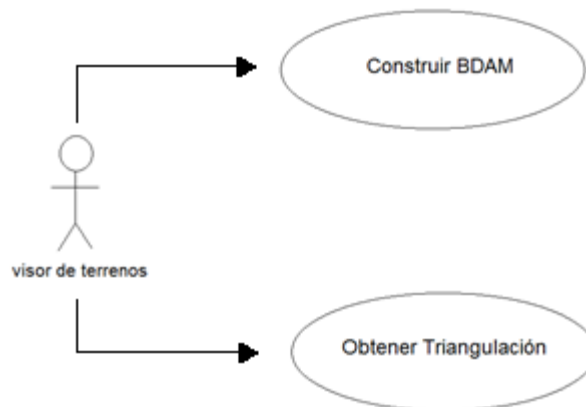 Construir BDAM
visor de terrenos
Obtener Triangulación